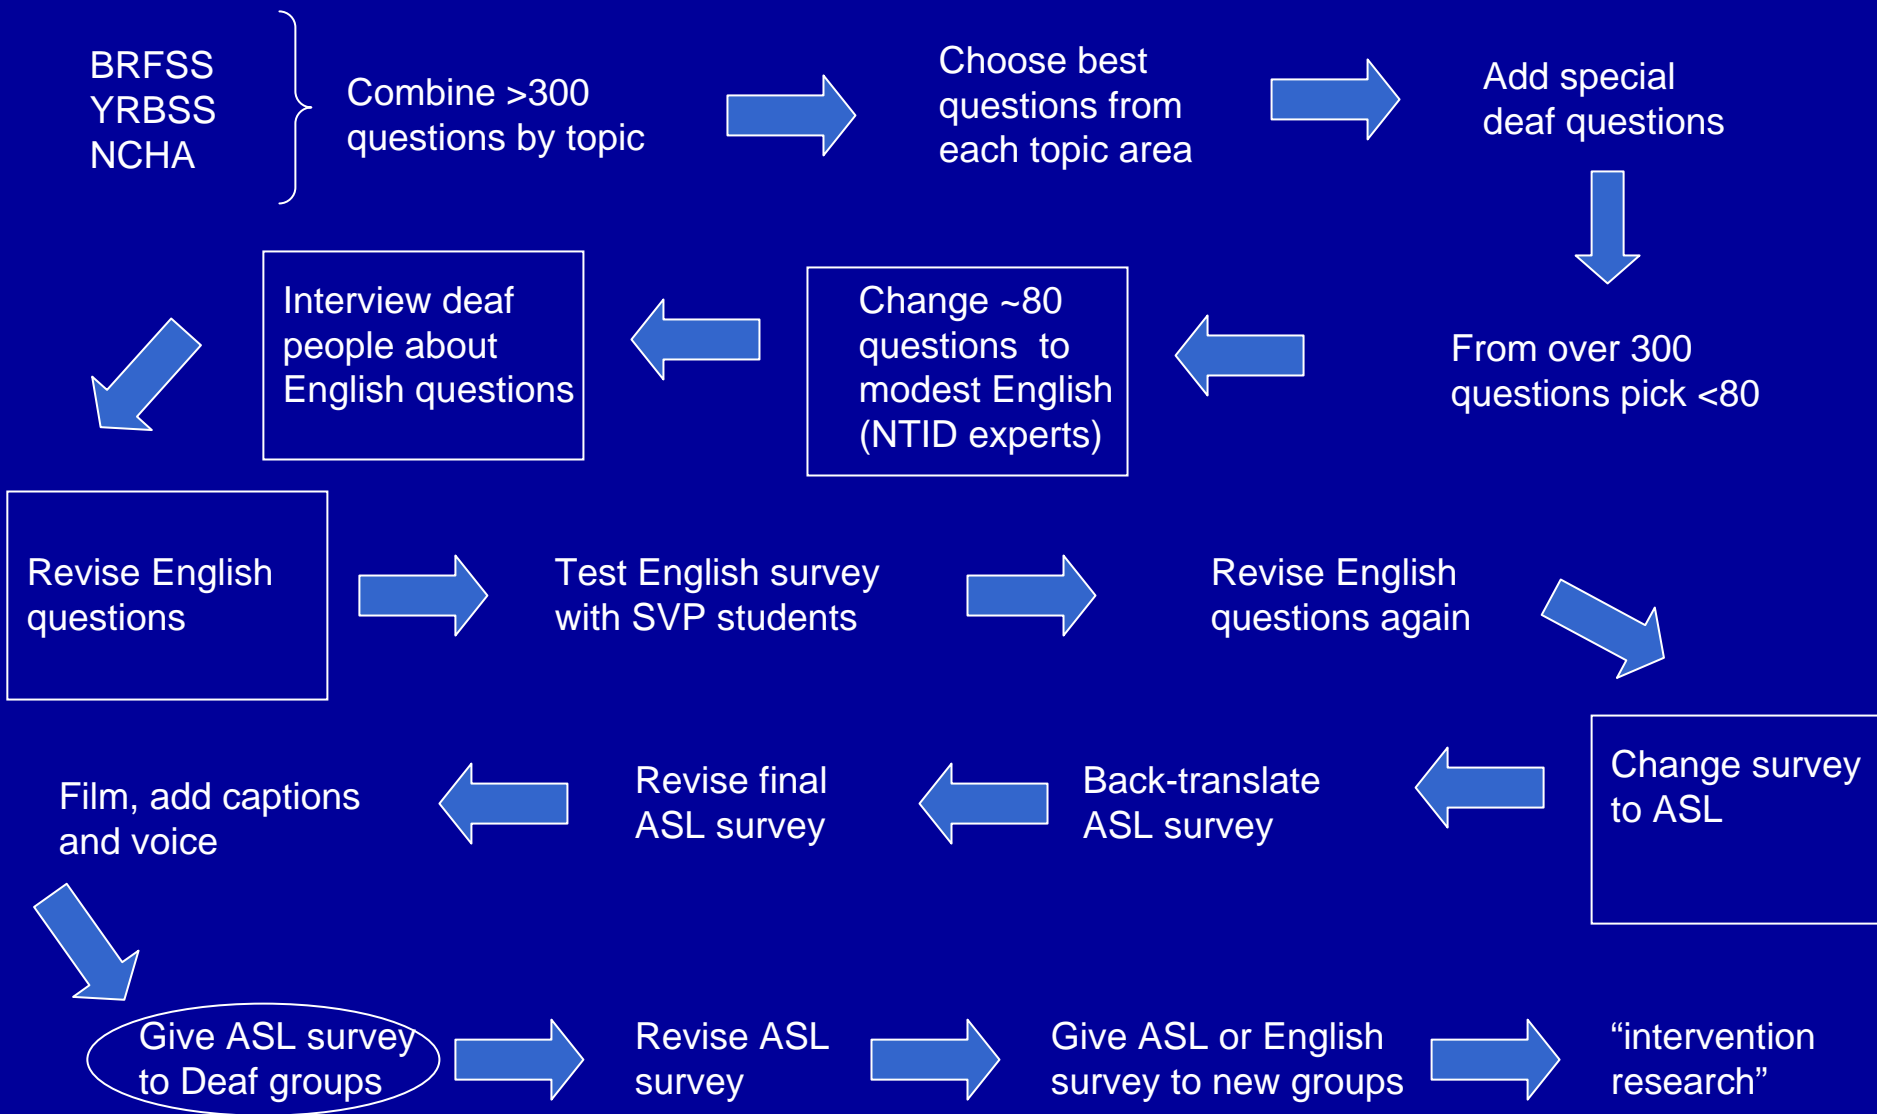 BRFSS
YRBSS
NCHA
Combine >300
questions by topic
Choose best
questions from
each topic area
Add special
deaf questions
From over 300
questions pick <80
Change ~80
questions to
modest English
(NTID experts)
Interview deaf
people about
English questions
Revise English
questions
Test English survey
with SVP students
Revise English
questions again
Change survey
to ASL
Back-translate
ASL survey
Revise final
ASL survey
Film, add captions
and voice
Give ASL survey
to Deaf groups
Revise ASL
survey
Give ASL or English
survey to new groups
“intervention
research”